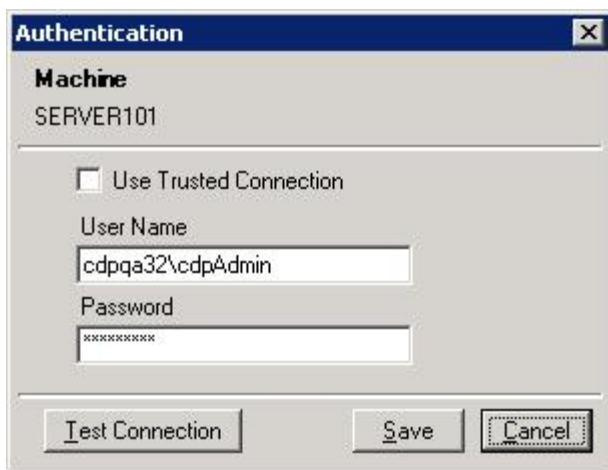 Authentication
Machine
SERVER101
Use Trusted Connection
User Name
cdpqa32\cdpAdmin
Password
*********
Test Connection Save Cancel